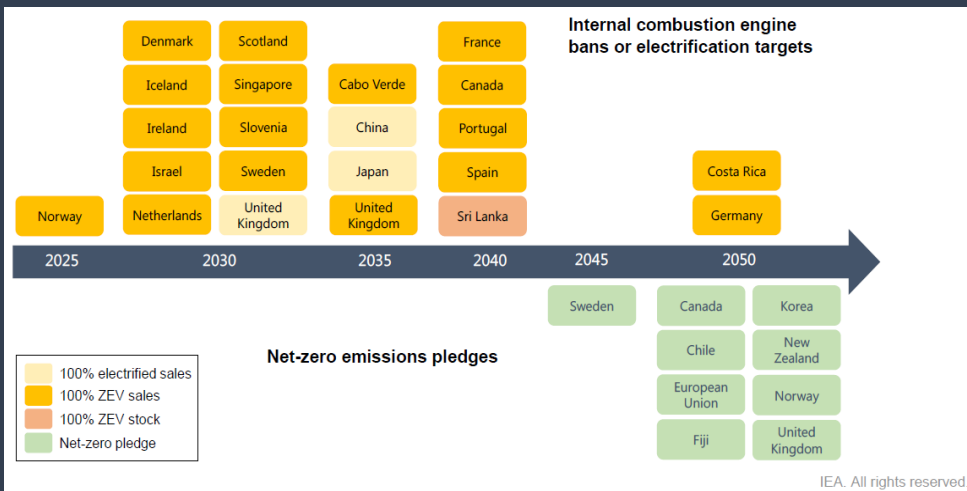 Internal combustion engine
bans or electrification targets
Denmark
Scotland
France
Iceland
Singapore
Cabo Verde
Canada
Ireland
Slovenia
China
Portugal
Israel
Sweden
Japan
Spain
Costa Rica
Norway
Netherlands
United
Kingdom
United
Kingdom
Sri Lanka
Germany
2025
2030
2035
2040
2045
2050
Sweden
Canada
Korea
Net-zero emissions pledges
Chile
New
Zealand
European
Union
Norway
Fiji
United
Kingdom
100% electrified sales
100% ZEV sales
100% ZEV stock
Net-zero pledge
IEA. All rights reserved